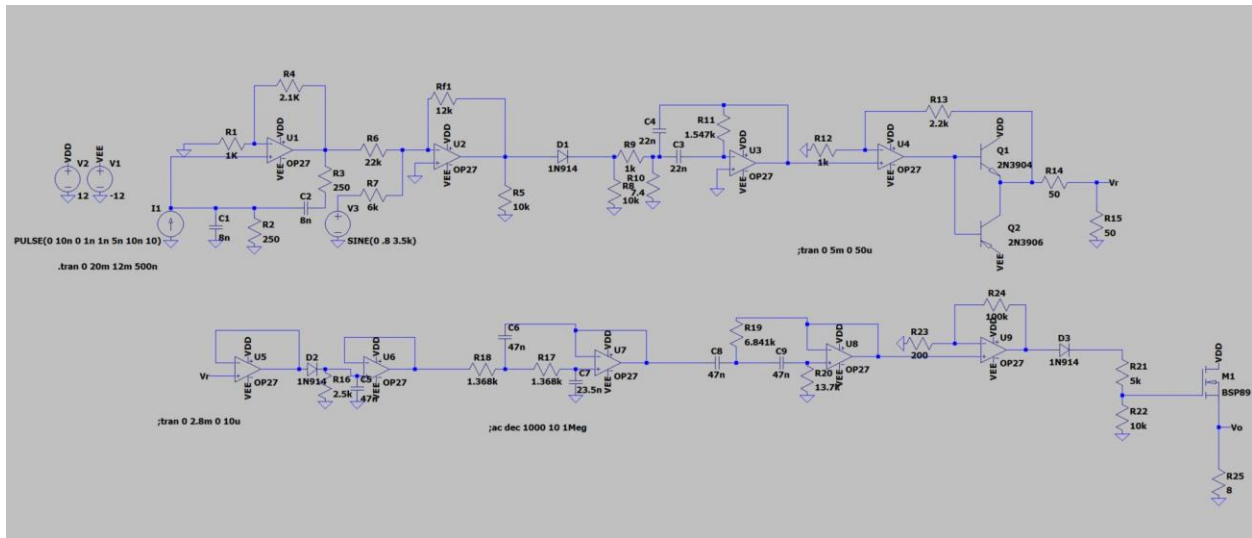 VDD
V2
12
VEE
V1
-12
I1
PULSE(0 10n 0 1n 1n 5n 10n 10)
.tran 0 20m 12m 500n
R4
2.1K
R1
1K
VDD
U1
VEE
OP27
R3
250
C2
8n
C1
8n
R2
250
R6
22k
R7
6k
V3
SINE(0 .8 3.5k)
Rf1
12k
VDD
U2
VEE
OP27
D1
1N914
R5
10k
R9
1k
R8
10k
R10
7.4
C4
22n
C3
22n
R11
1.547k
VDD
U3
VEE
OP27
R12
1k
VDD
U4
VEE
OP27
R13
2.2k
VDD
Q1
2N3904
Q2
2N3906
VEE
R14
50
Vr
R15
50
;tran 0 5m 0 50u
Vr
VDD
U5
VEE
OP27
D2
1N914
R16
2.5k
C5
47n
VDD
U6
VEE
OP27
;tran 0 2.8m 0 10u
R18
1.368k
C6
47n
R17
1.368k
C7
23.5n
VDD
U7
VEE
OP27
;ac dec 1000 10 1Meg
C8
47n
R19
6.841k
C9
47n
R20
13.7k
VDD
U8
VEE
OP27
R23
200
R24
100k
VDD
U9
VEE
OP27
D3
1N914
R21
5k
R22
10k
VDD
M1
BSP89
Vo
R25
8